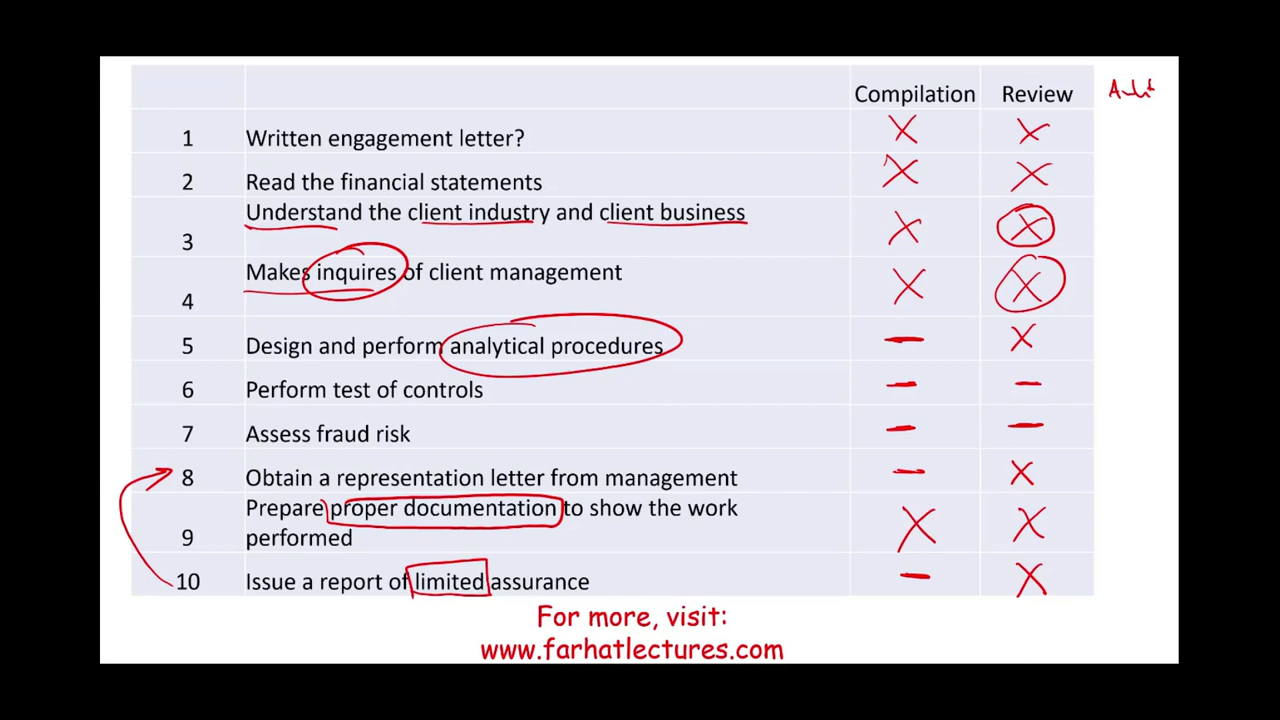 Compilation Review Audit
1 Written engagement letter? X X
2 Read the financial statements X X
Understand the client industry and client business
3 X X
Makes inquires of client management
4 X X
5 Design and perform analytical procedures - X
6 Perform test of controls - -
7 Assess fraud risk - -
8 Obtain a representation letter from management - X
Prepare proper documentation to show the work
9 performed X X
10 Issue a report of limited assurance - X
For more, visit:
www.farhatlectures.com